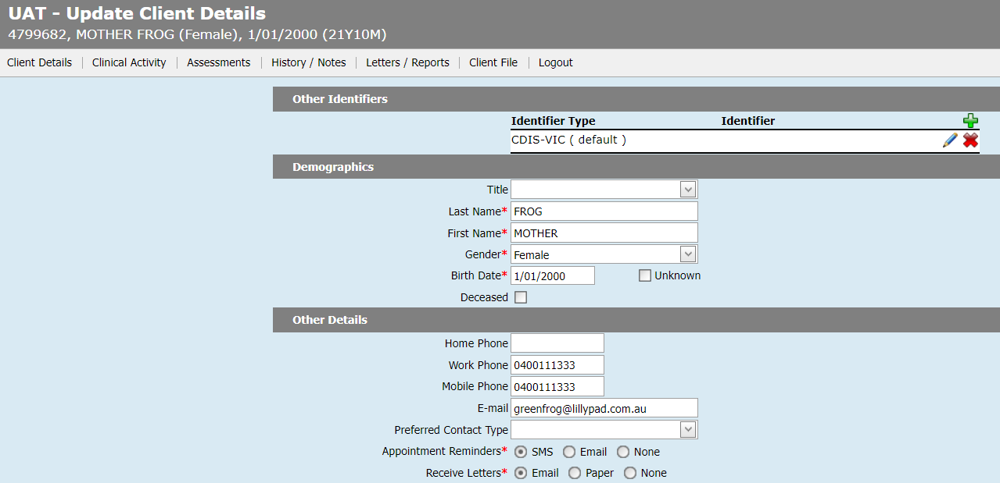 UAT - Update Client Details
4799682, MOTHER FROG (Female), 1/01/2000 (21Y10M)
Client Details | Clinical Activity | Assessments | History / Notes | Letters / Reports | Client File | Logout
Other Identifiers
Identifier Type Identifier
CDIS-VIC ( default )
Demographics
Title
Last Name* FROG
First Name* MOTHER
Gender* Female
Birth Date* 1/01/2000 Unknown
Deceased
Other Details
Home Phone
Work Phone 0400111333
Mobile Phone 0400111333
E-mail greenfrog@lillypad.com.au
Preferred Contact Type
Appointment Reminders* SMS Email None
Receive Letters* Email Paper None